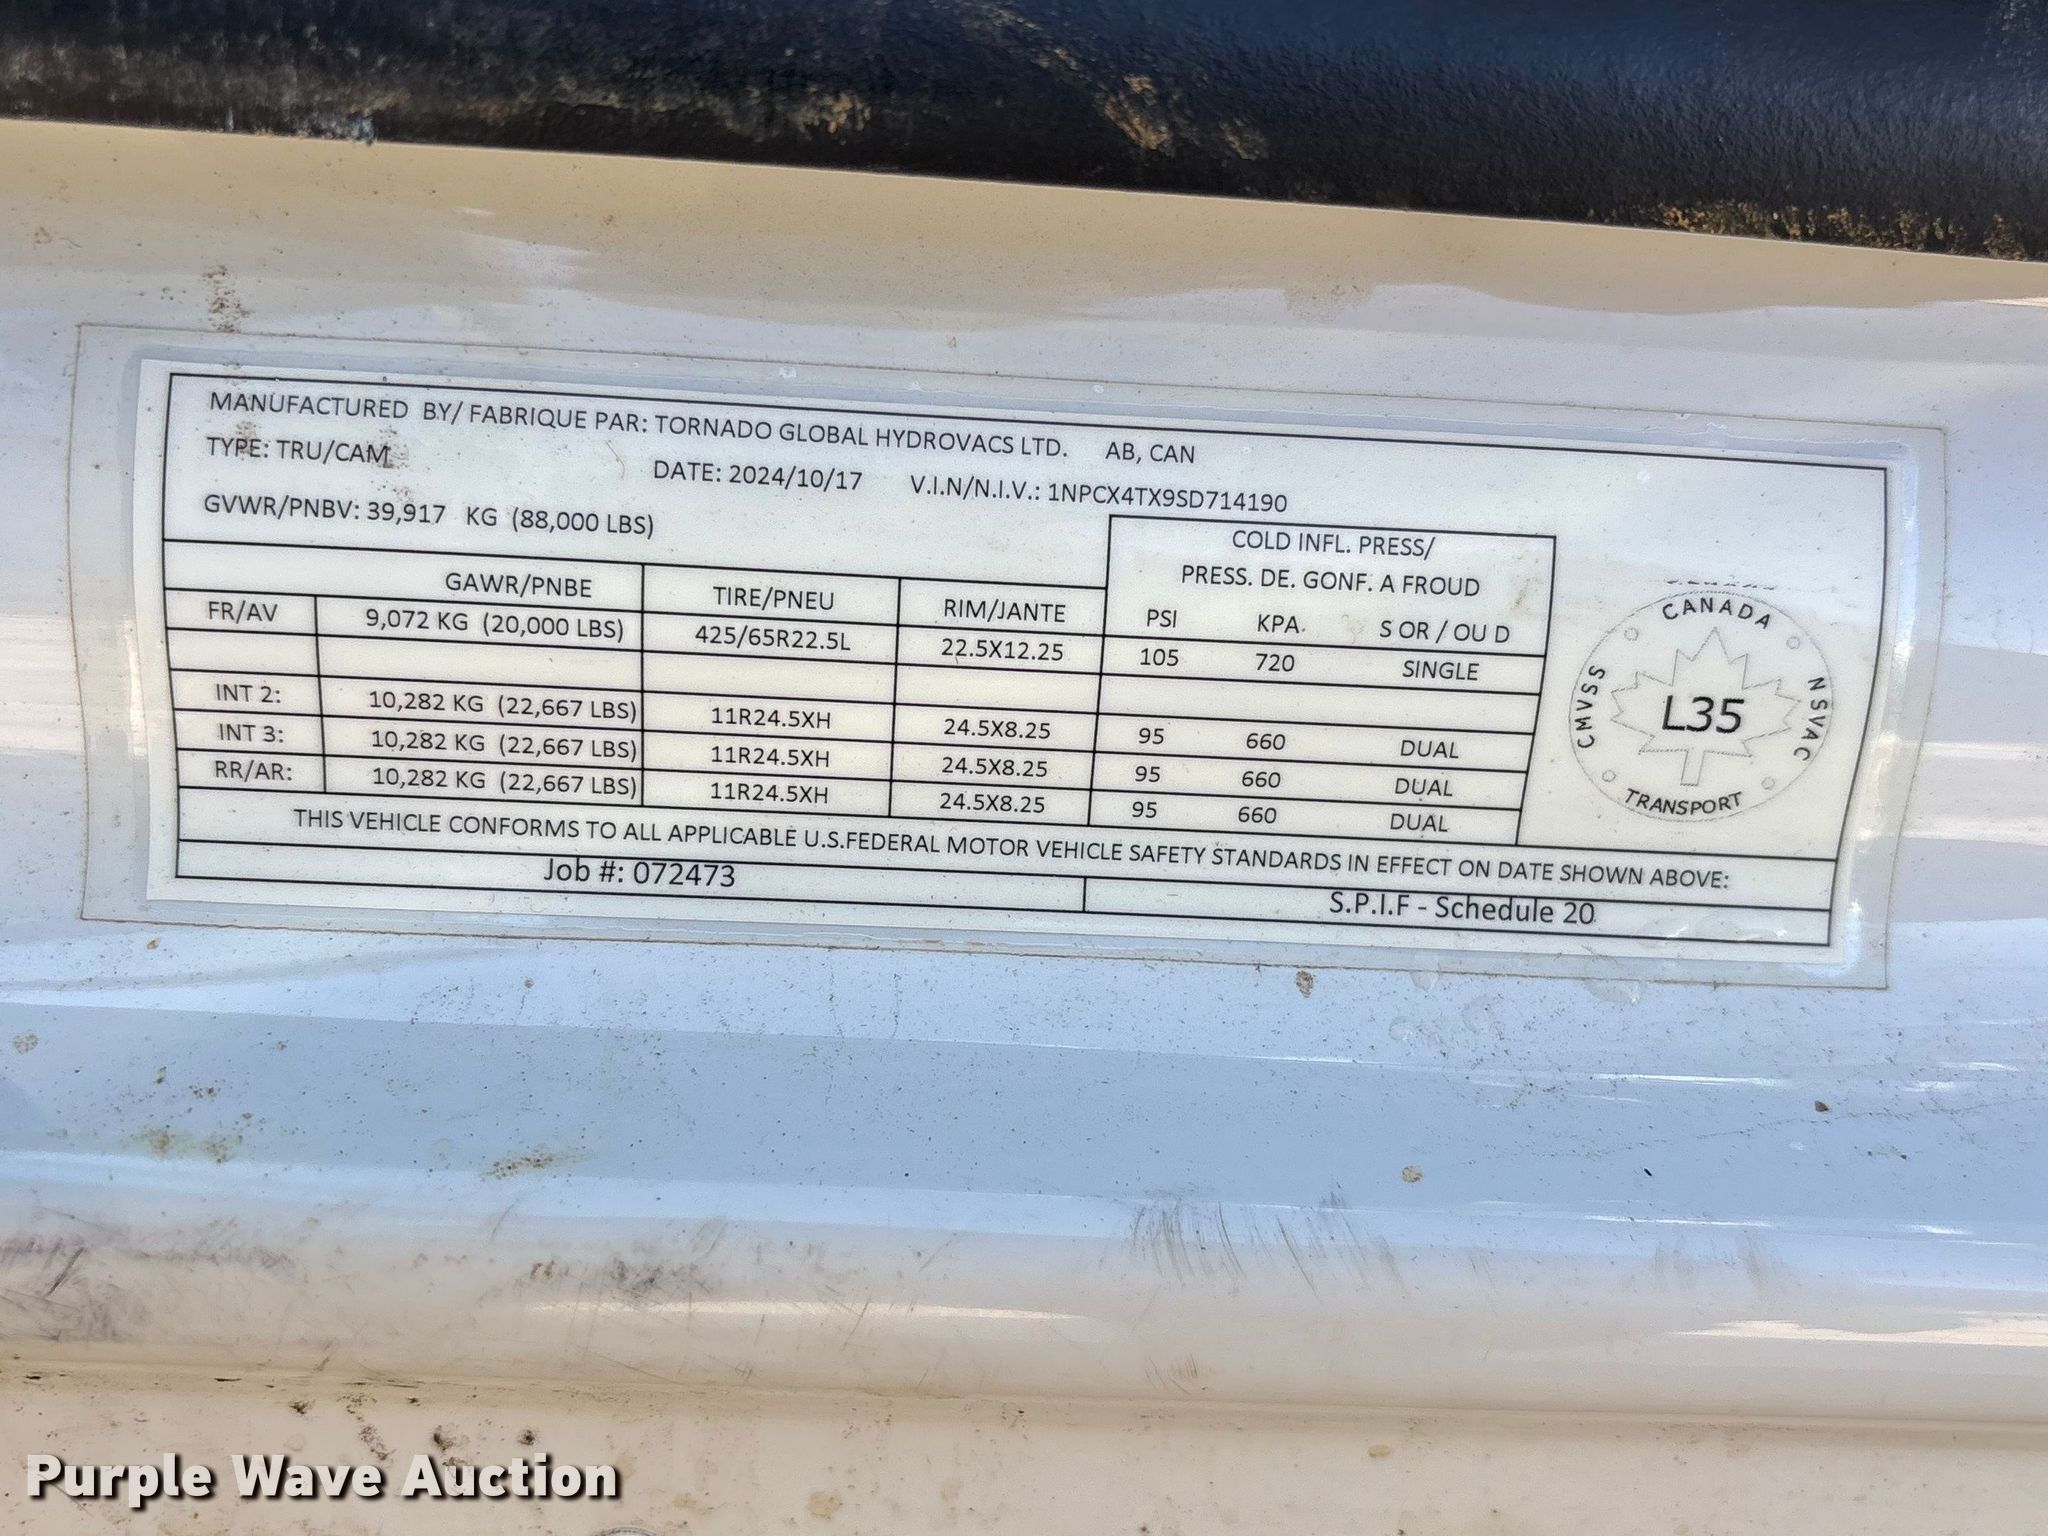 MANUFACTURED BY/ FABRIQUE PAR: TORNADO GLOBAL HYDROVACS LTD. AB, CAN
TYPE: TRU/CAM DATE: 2024/10/17 V.I.N/N.I.V.: 1NPCX4TX9SD714190
GVWR/PNBV: 39,917 KG (88,000 LBS)
COLD INFL. PRESS/
PRESS. DE. GONF. A FROUD
GAWR/PNBE TIRE/PNEU RIM/JANTE PSI KPA S OR / OU D
FR/AV 9,072 KG (20,000 LBS) 425/65R22.5L 22.5X12.25 105 720 SINGLE
INT 2: 10,282 KG (22,667 LBS) 11R24.5XH 24.5X8.25 95 660 DUAL
INT 3: 10,282 KG (22,667 LBS) 11R24.5XH 24.5X8.25 95 660 DUAL
RR/AR: 10,282 KG (22,667 LBS) 11R24.5XH 24.5X8.25 95 660 DUAL
CANADA
CMVSS
L35
NSVAC
TRANSPORT
THIS VEHICLE CONFORMS TO ALL APPLICABLE U.S.FEDERAL MOTOR VEHICLE SAFETY STANDARDS IN EFFECT ON DATE SHOWN ABOVE:
Job #: 072473 S.P.I.F - Schedule 20
Purple Wave Auction